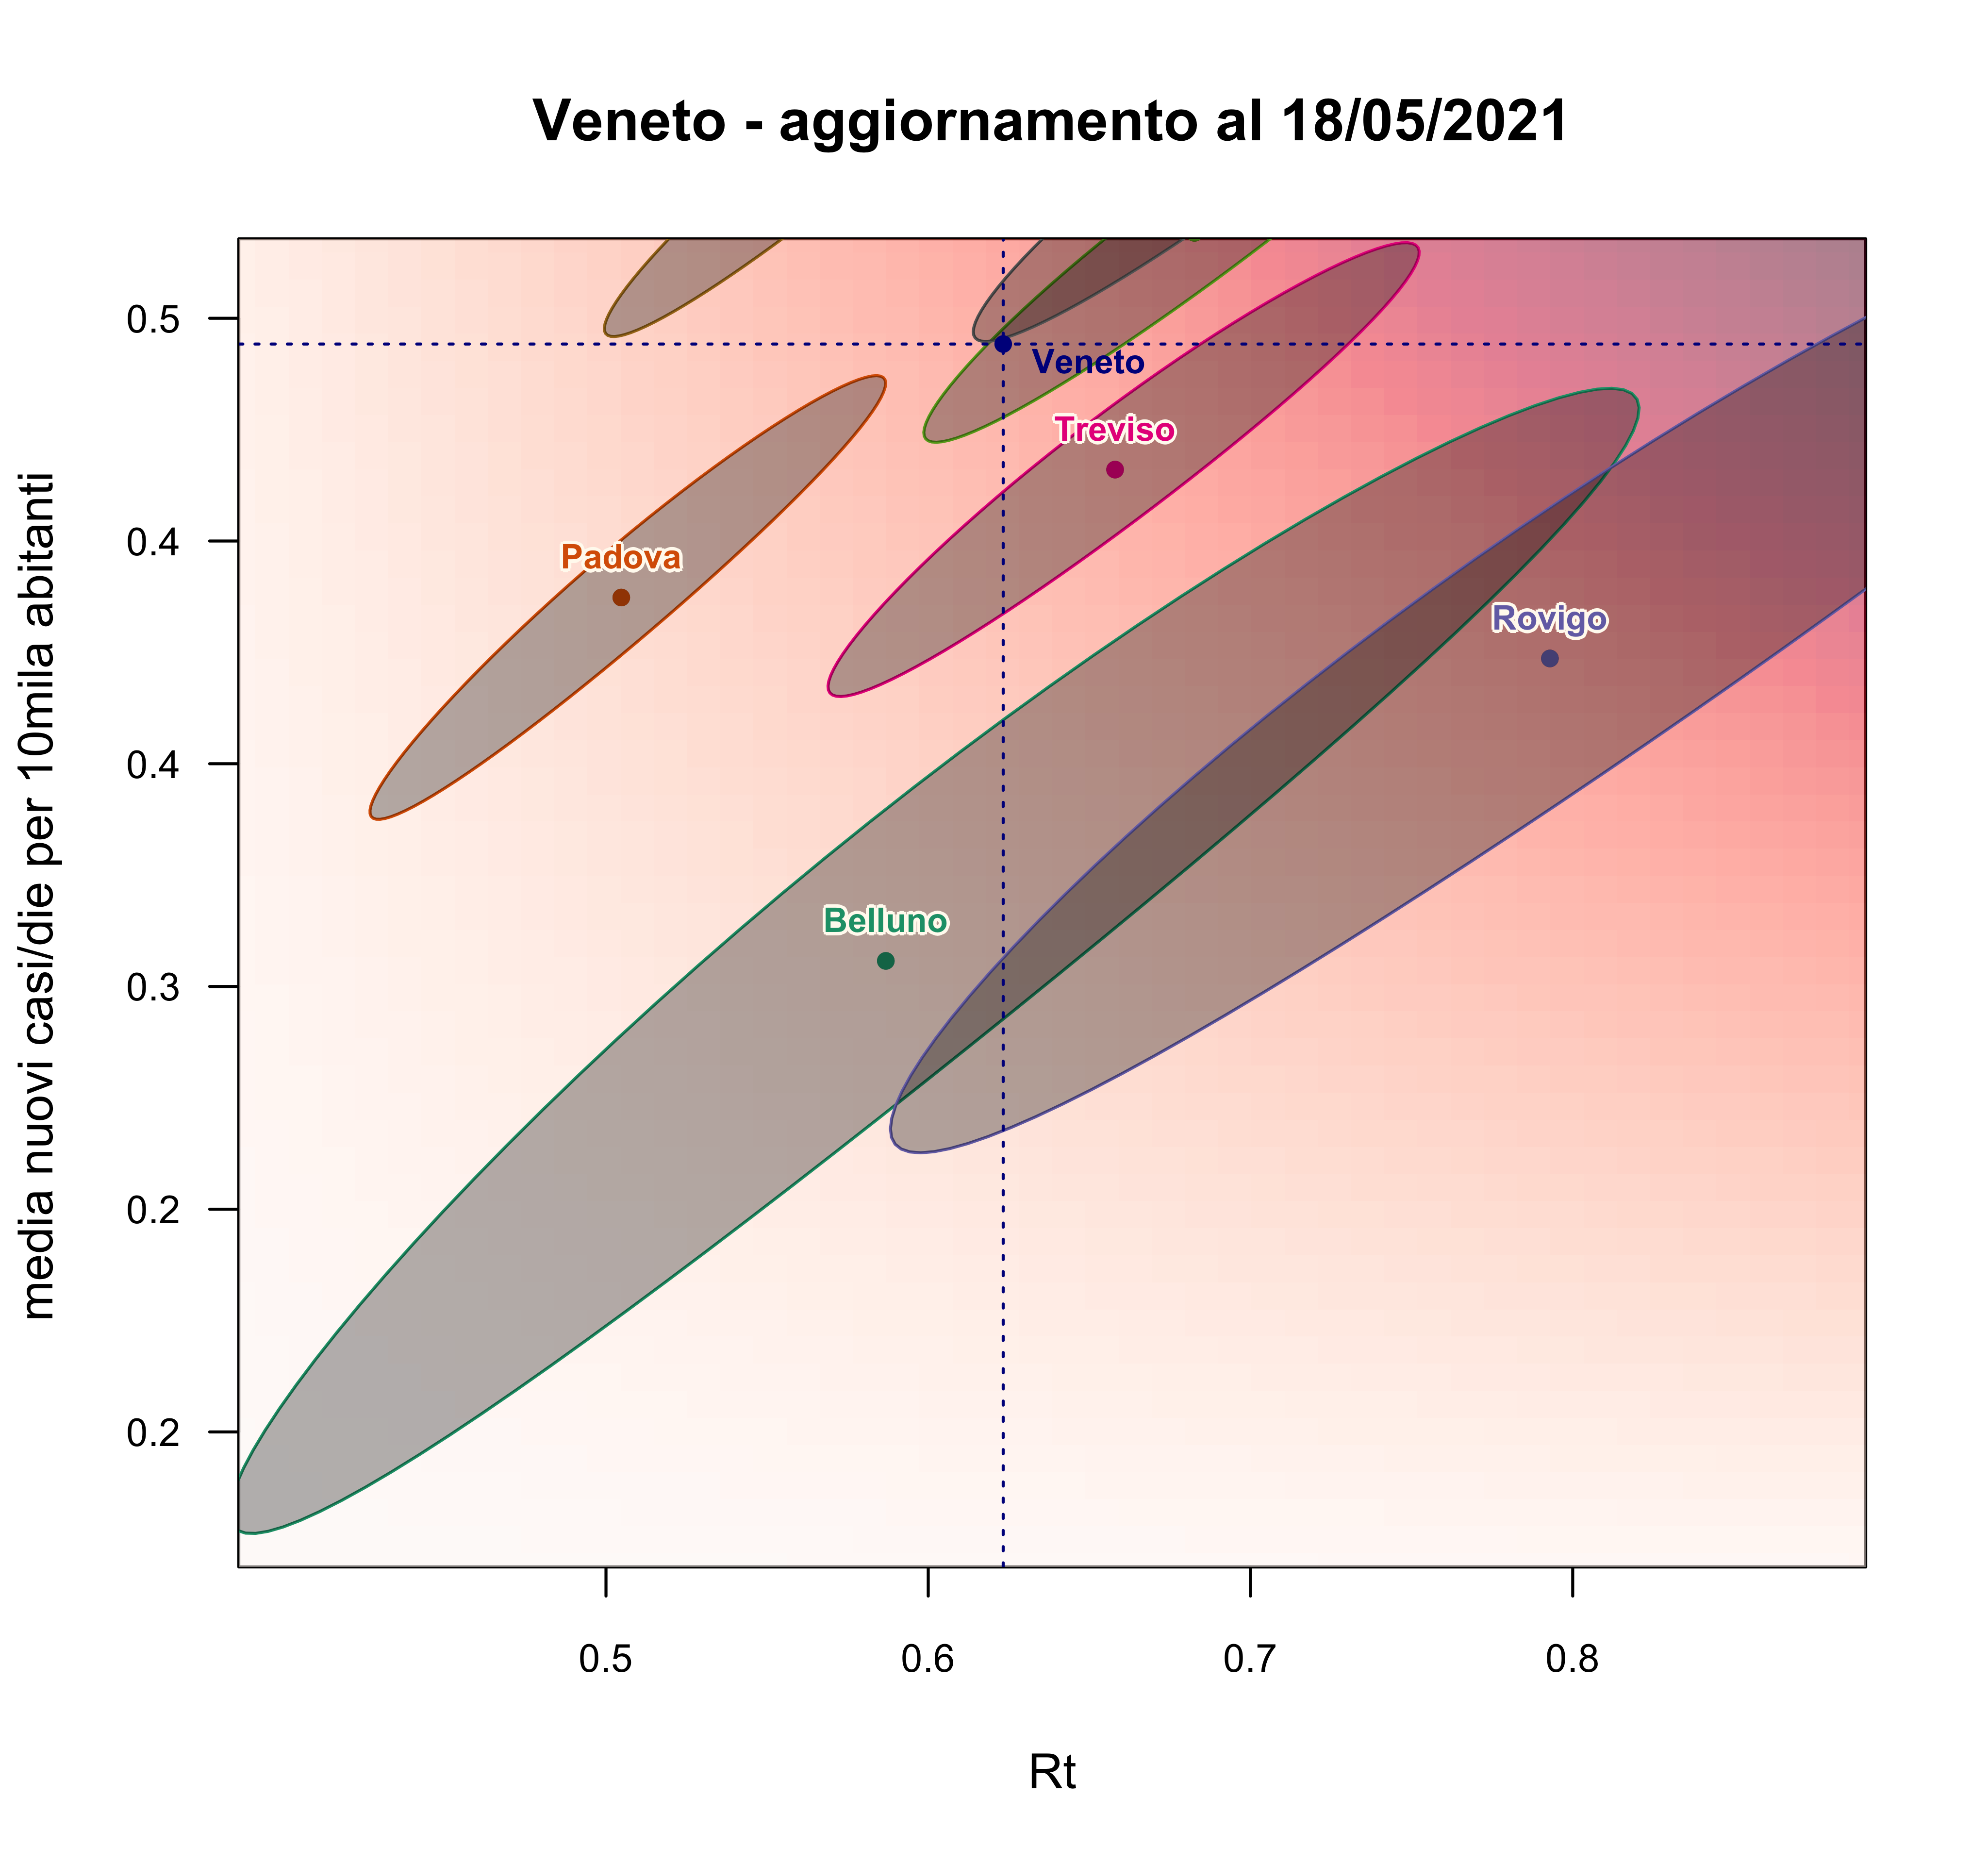 Veneto - aggiornamento al 18/05/2021
media nuovi casi/die per 10mila abitanti
0.5
0.4
0.4
0.3
0.2
0.2
Veneto
Treviso
Padova
Rovigo
Belluno
0.5
0.6
0.7
0.8
Rt